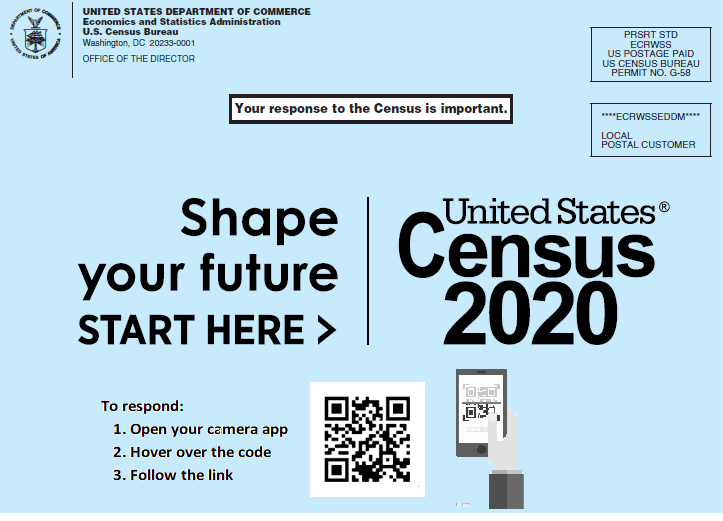 DEPARTMENT OF COMMERCE
UNITED STATES OF AMERICA
UNITED STATES DEPARTMENT OF COMMERCE
Economics and Statistics Administration
U.S. Census Bureau
Washington, DC 20233-0001
OFFICE OF THE DIRECTOR
PRSRT STD
ECRWSS
US POSTAGE PAID
US CENSUS BUREAU
PERMIT NO. G-58
Your response to the Census is important.
****ECRWSSEDDM****
LOCAL
POSTAL CUSTOMER
Shape
your future
START HERE >
United States®
Census
2020
To respond:
1. Open your camera app
2. Hover over the code
3. Follow the link